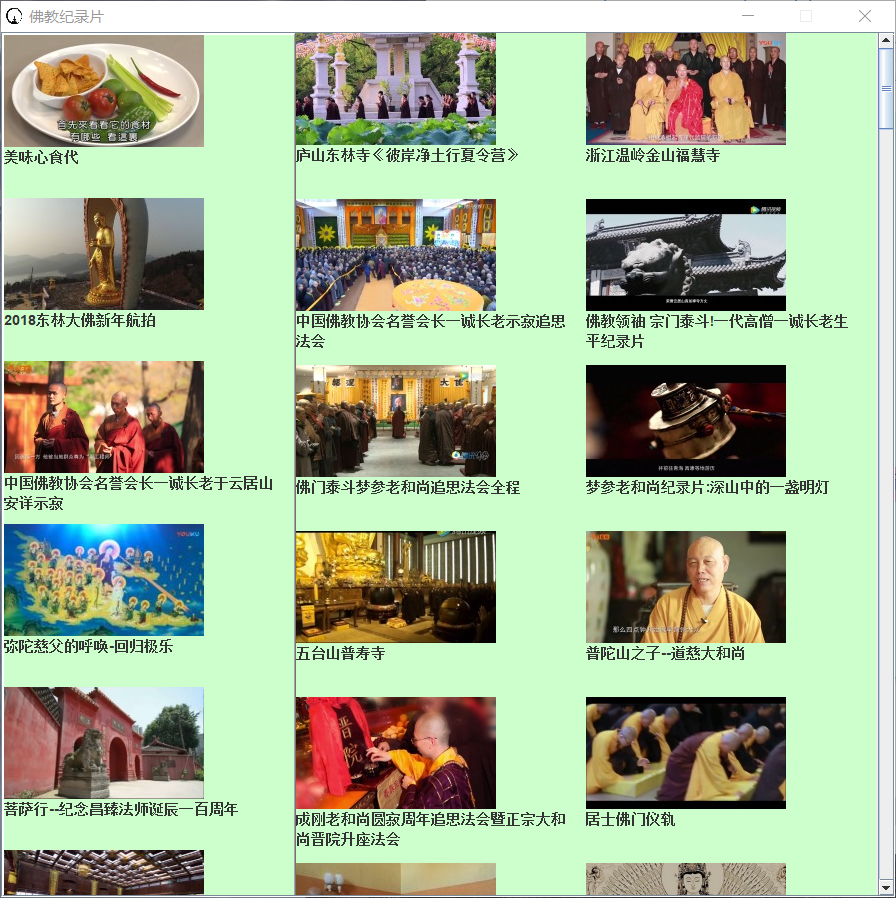 佛教纪录片
首先來看看它的食材
有哪些 看這裏
美味心食代
庐山东林寺《彼岸净土行夏令营》
YOUKU
浙江温岭金山福慧寺
2018东林大佛新年航拍
中国佛教协会名誉会长一诚长老示寂追思
法会
腾讯视频
佛教领袖 宗门泰斗!一代高僧一诚长老生
平纪录片
中国佛教协会名誉会长一诚长老于云居山
安详示寂
佛门泰斗梦参老和尚追思法会全程
梦参老和尚纪录片:深山中的一盏明灯
YOUKU
弥陀慈父的呼唤-回归极乐
五台山普寿寺
普陀山之子--道慈大和尚
菩萨行--纪念昌臻法师诞辰一百周年
晋院
成刚老和尚圆寂周年追思法会暨正宗大和
尚晋院升座法会
居士佛门仪轨